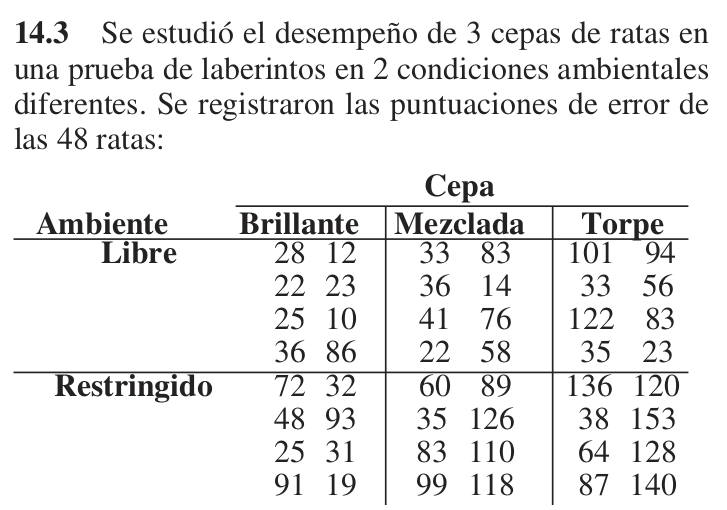 14.3 Se estudió el desempeño de 3 cepas de ratas en
una prueba de laberintos en 2 condiciones ambientales
diferentes. Se registraron las puntuaciones de error de
las 48 ratas:
Cepa
Ambiente Brillante Mezclada Torpe
Libre 28 12 33 83 101 94
22 23 36 14 33 56
25 10 41 76 122 83
36 86 22 58 35 23
Restringido 72 32 60 89 136 120
48 93 35 126 38 153
25 31 83 110 64 128
91 19 99 118 87 140